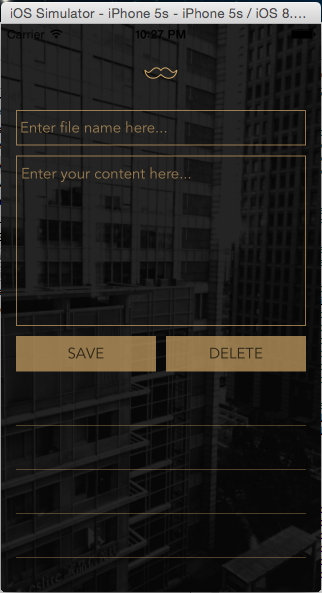 iOS Simulator - iPhone 5s - iPhone 5s / iOS 8....
Carrier 10:27 PM
Enter file name here...
Enter your content here...
SAVE DELETE